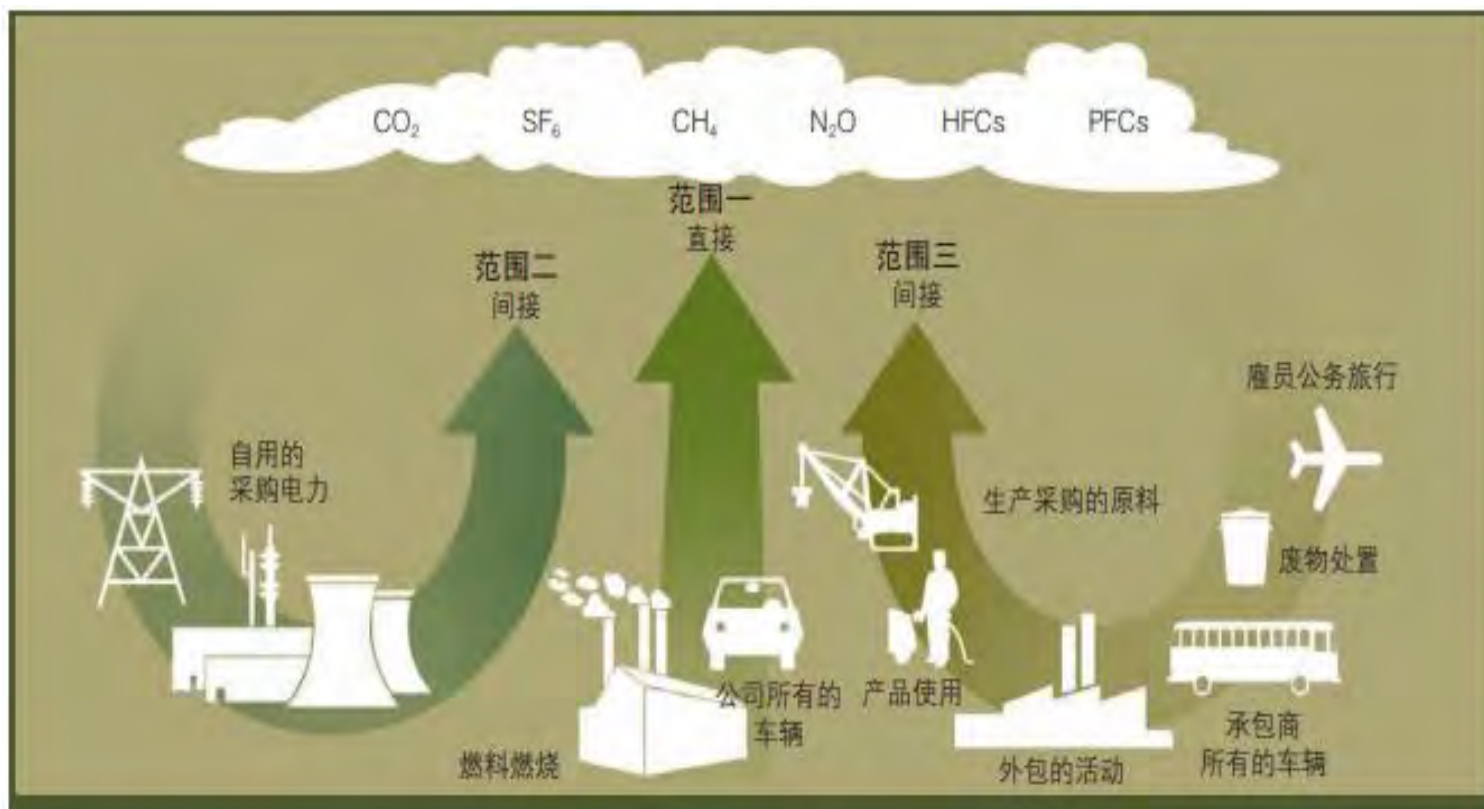 CO₂ SF₆ CH₄ N₂O HFCs PFCs
范围一
直接
范围二
间接
范围三
间接
雇员公务旅行
自用的
采购电力
生产采购的原料
废物处置
公司所有的
车辆
产品使用
承包商
所有的车辆
燃料燃烧
外包的活动